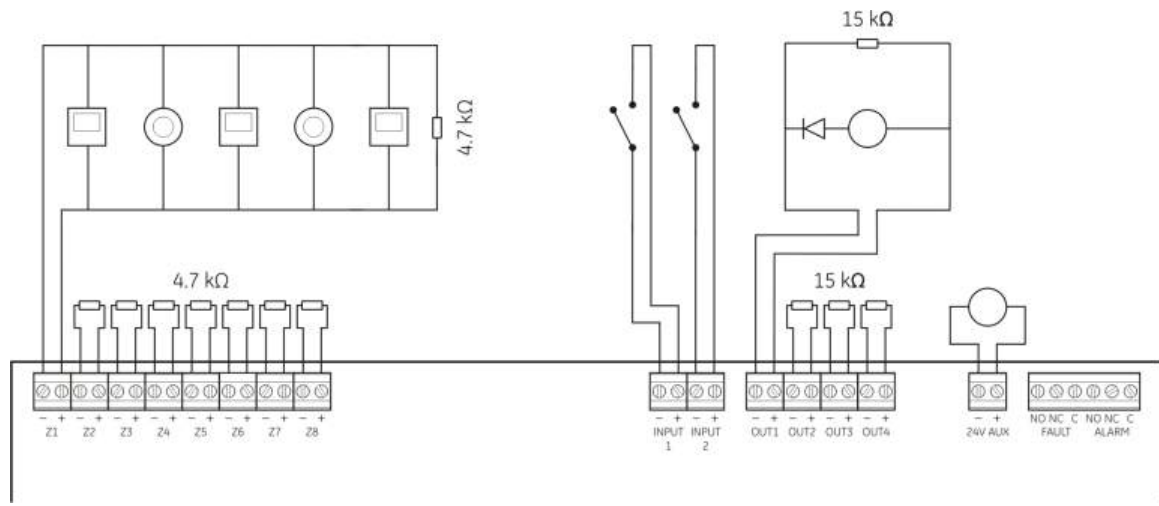 15 kΩ
4.7 kΩ
4.7 kΩ
15 kΩ
− + − + − + − + − + − + − + − +
Z1 Z2 Z3 Z4 Z5 Z6 Z7 Z8
− + − +
INPUT 1
INPUT 2
− + − + − + − +
OUT1 OUT2 OUT3 OUT4
− +
24V AUX
NO NC C NO NC C
FAULT ALARM